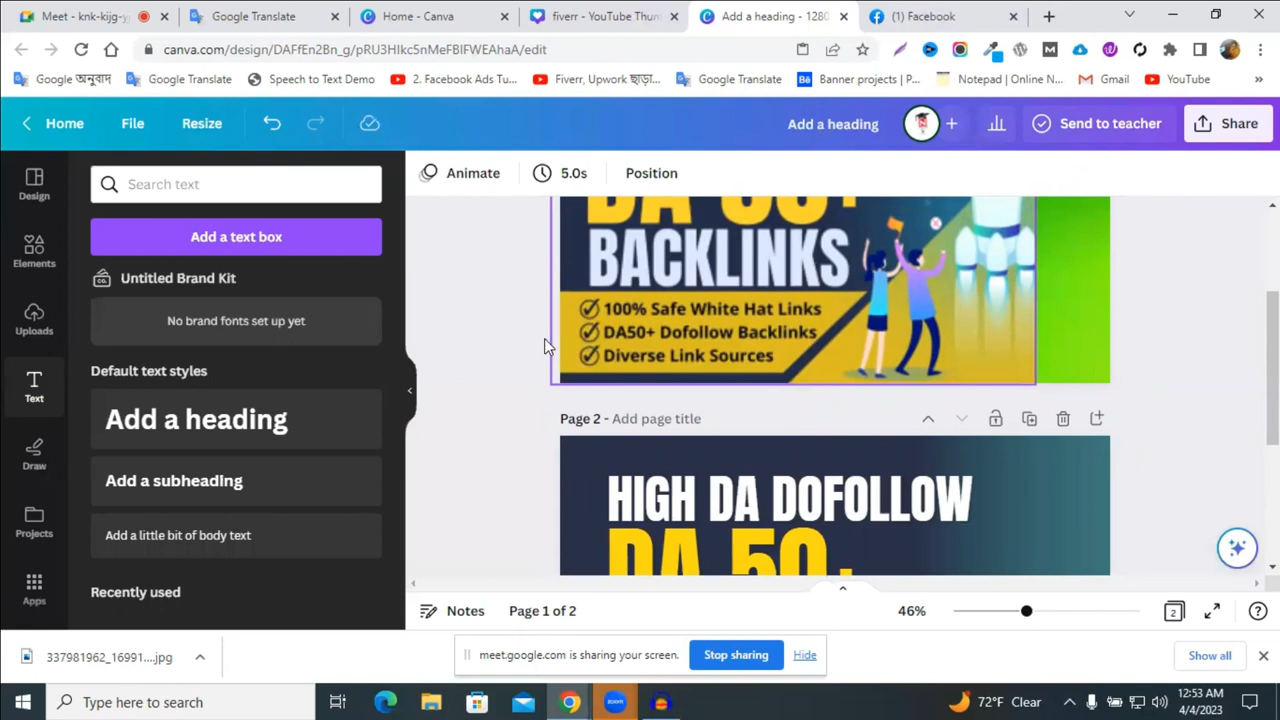 Meet - knk-kijg-y
Google Translate
Home - Canva
fiverr - YouTube Thum
Add a heading - 1280
(1) Facebook
canva.com/design/DAFfEn2Bn_g/pRU3HIkc5nMeFBlFWEAhaA/edit
Google অনুবাদ
Google Translate
Speech to Text Demo
2. Facebook Ads Tu...
Fiverr, Upwork ছাড়া...
Google Translate
Banner projects | P...
Notepad | Online N...
Gmail
YouTube
Home
File
Resize
Add a heading
Send to teacher
Share
Search text
Add a text box
Untitled Brand Kit
No brand fonts set up yet
Default text styles
Add a heading
Add a subheading
Add a little bit of body text
Recently used
Design
Elements
Uploads
Text
Draw
Projects
Apps
Animate
5.0s
Position
BACKLINKS
100% Safe White Hat Links
DA50+ Dofollow Backlinks
Diverse Link Sources
Page 2 - Add page title
HIGH DA DOFOLLOW
DA 50+
Notes
Page 1 of 2
46%
2
337981962_16991....jpg
meet.google.com is sharing your screen.
Stop sharing
Hide
Show all
Type here to search
zoom
72°F Clear
12:53 AM
4/4/2023